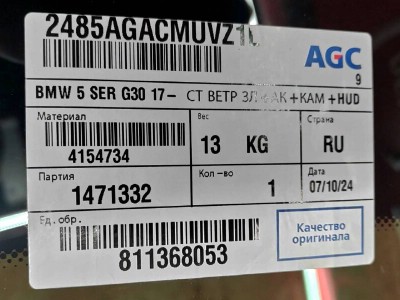 2485AGACMUVZ1
AGC
9
BMW 5 SER G30 17- СТ ВЕТР ЗЛ АК+КАМ+HUD
Материал
4154734
Вес
13 KG
Страна
RU
Партия
1471332
Кол-во
1
Дата
07/10/24
Ед. обр.
811368053
Качество
оригинала